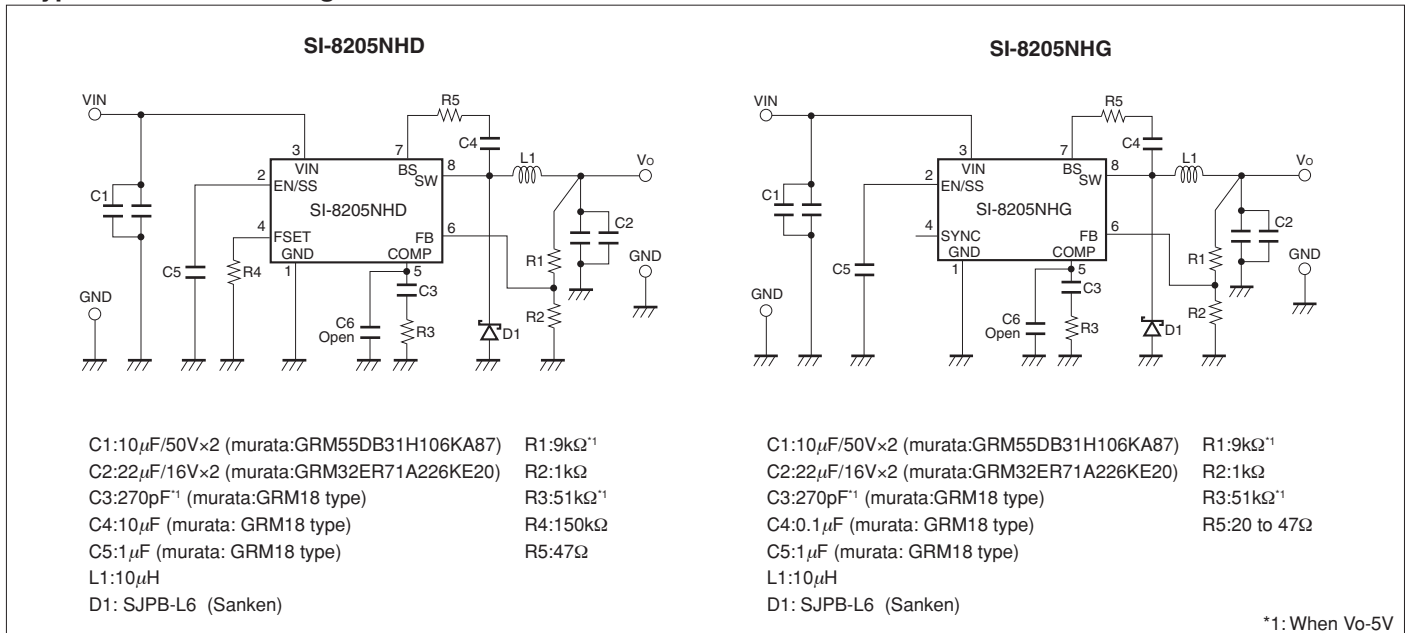 SI-8205NHD
VIN
R5
C4
3
7
VIN
BS
SW
8
L1
Vo
2
EN/SS
C1
SI-8205NHD
C2
4
FSET
FB
6
GND
COMP
R1
GND
C5
R4
1
5
C3
GND
C6
Open
R3
R2
D1
C1:10μF/50V×2 (murata:GRM55DB31H106KA87) R1:9kΩ*1
C2:22μF/16V×2 (murata:GRM32ER71A226KE20) R2:1kΩ
C3:270pF*1 (murata:GRM18 type) R3:51kΩ*1
C4:10μF (murata: GRM18 type) R4:150kΩ
C5:1μF (murata: GRM18 type) R5:47Ω
L1:10μH
D1: SJPB-L6 (Sanken)
SI-8205NHG
VIN
R5
C4
3
7
VIN
BS
SW
8
L1
Vo
2
EN/SS
C1
SI-8205NHG
C2
4
SYNC
FB
6
GND
COMP
R1
GND
C5
1
5
C3
GND
C6
Open
R3
R2
D1
C1:10μF/50V×2 (murata:GRM55DB31H106KA87) R1:9kΩ*1
C2:22μF/16V×2 (murata:GRM32ER71A226KE20) R2:1kΩ
C3:270pF*1 (murata:GRM18 type) R3:51kΩ*1
C4:0.1μF (murata: GRM18 type) R5:20 to 47Ω
C5:1μF (murata: GRM18 type)
L1:10μH
D1: SJPB-L6 (Sanken)
*1: When Vo-5V